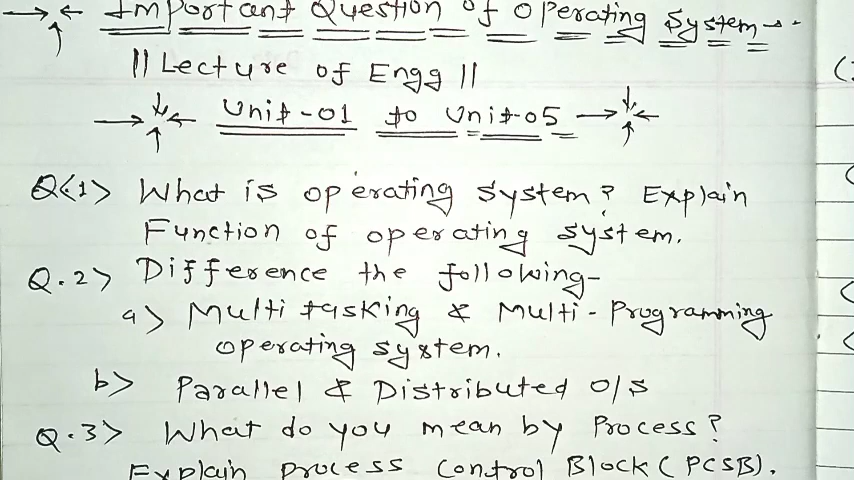 Important Question of Operating System
|| Lecture of Engg ||
Unit-01 to Unit-05
Q.1> What is operating system? Explain
Function of operating system.
Q.2> Difference the following-
a> Multi tasking & Multi-Programming
operating system.
b> Parallel & Distributed O/S
Q.3> What do you mean by Process?
Explain process Control Block (PCSB).